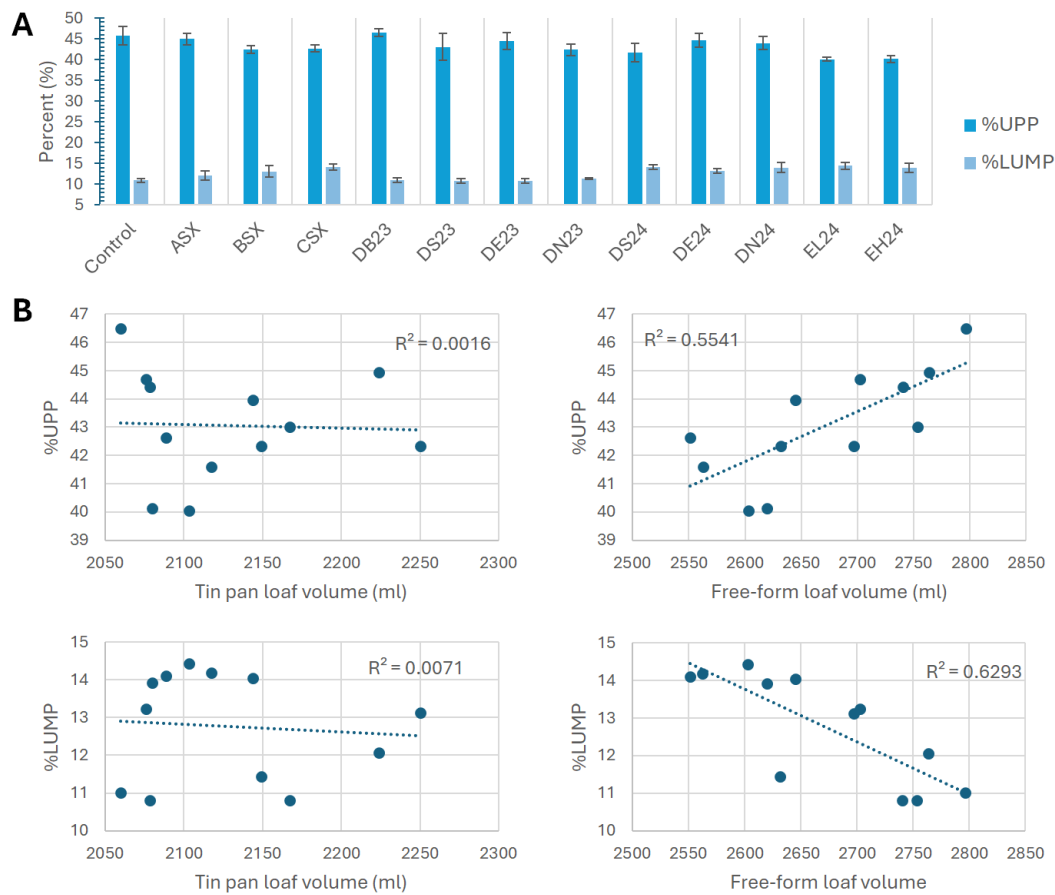 A
Percent (%)
50
45
40
35
30
25
20
15
10
5
Control
ASX
BSX
CSX
DB23
DS23
DE23
DN23
DS24
DE24
DN24
EL24
EH24
%UPP
%LUMP
B
%UPP
47
46
45
44
43
42
41
40
39
R² = 0.0016
2050 2100 2150 2200 2250 2300
Tin pan loaf volume (ml)
%UPP
47
46
45
44
43
42
41
40
39
R² = 0.5541
2500 2550 2600 2650 2700 2750 2800 2850
Free-form loaf volume (ml)
%LUMP
15
14
13
12
11
10
R² = 0.0071
2050 2100 2150 2200 2250 2300
Tin pan loaf volume (ml)
%LUMP
15
14
13
12
11
10
R² = 0.6293
2500 2550 2600 2650 2700 2750 2800 2850
Free-form loaf volume